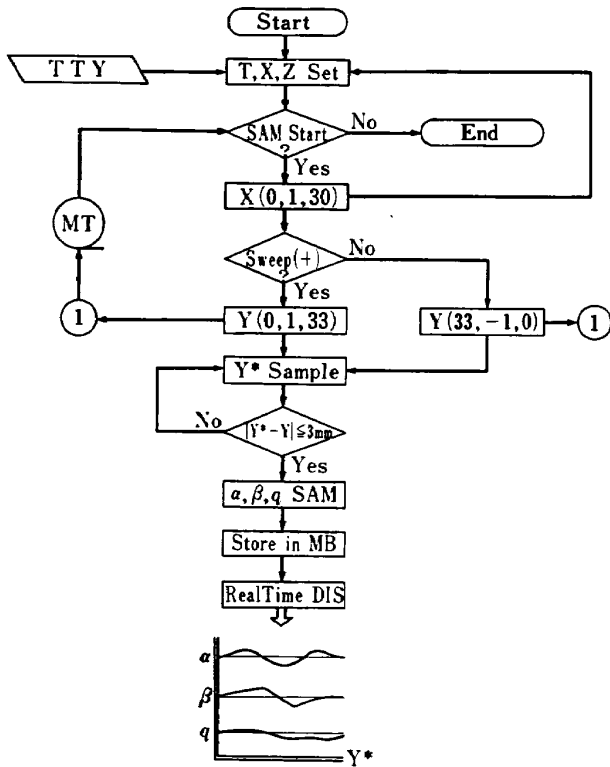 Start
TTY
T,X,Z Set
SAM Start
?
No
End
Yes
X(0,1,30)
MT
Sweep(+)
?
No
Yes
1
Y(0,1,33)
Y(33,-1,0)
1
Y* Sample
No
|Y*-Y|≦3mm
Yes
α,β,q SAM
Store in MB
RealTime DIS
α
β
q
Y*